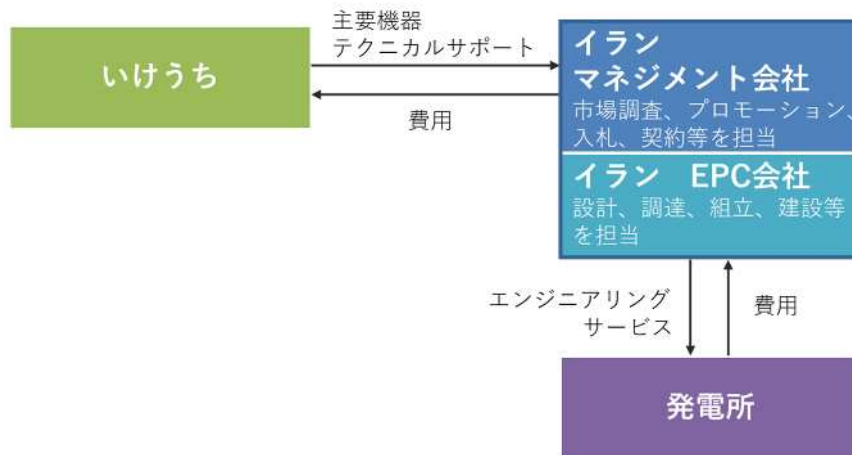 主要機器
テクニカルサポート
いけうち
費用
イラン
マネジメント会社
市場調査、プロモーション、
入札、契約等を担当
イラン　EPC会社
設計、調達、組立、建設等
を担当
エンジニアリング
サービス
費用
発電所